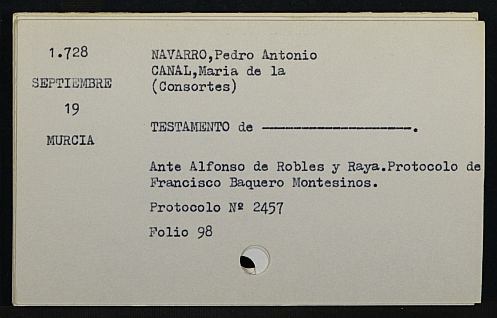 1.728
SEPTIEMBRE
19
MURCIA
NAVARRO,Pedro Antonio
CANAL,Maria de la
(Consortes)
TESTAMENTO de -------------------.
Ante Alfonso de Robles y Raya.Protocolo de
Francisco Baquero Montesinos.
Protocolo Nº 2457
Folio 98